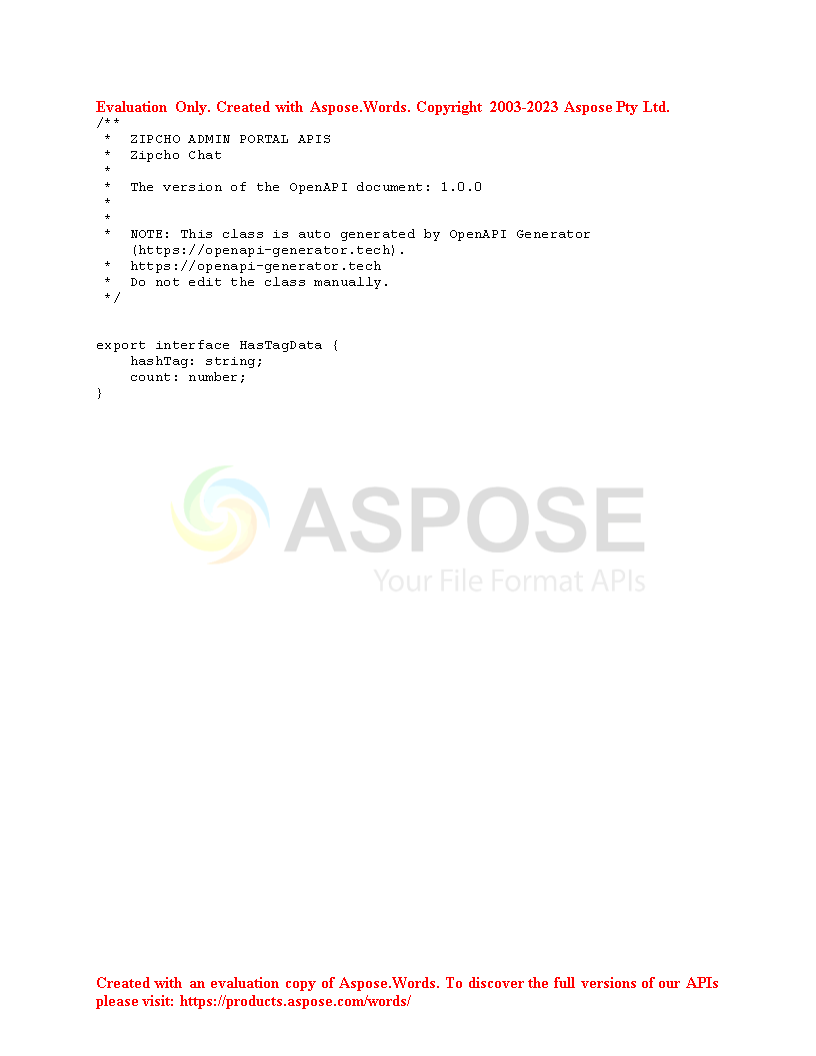 Evaluation Only. Created with Aspose.Words. Copyright 2003-2023 Aspose Pty Ltd.
/**
 * ZIPCHO ADMIN PORTAL APIS
 * Zipcho Chat
 *
 * The version of the OpenAPI document: 1.0.0
 *
 *
 * NOTE: This class is auto generated by OpenAPI Generator
(https://openapi-generator.tech).
 * https://openapi-generator.tech
 * Do not edit the class manually.
 */
export interface HasTagData {
    hashTag: string;
    count: number;
}
ASPOSE
Your File Format APIs
Created with an evaluation copy of Aspose.Words. To discover the full versions of our APIs
please visit: https://products.aspose.com/words/